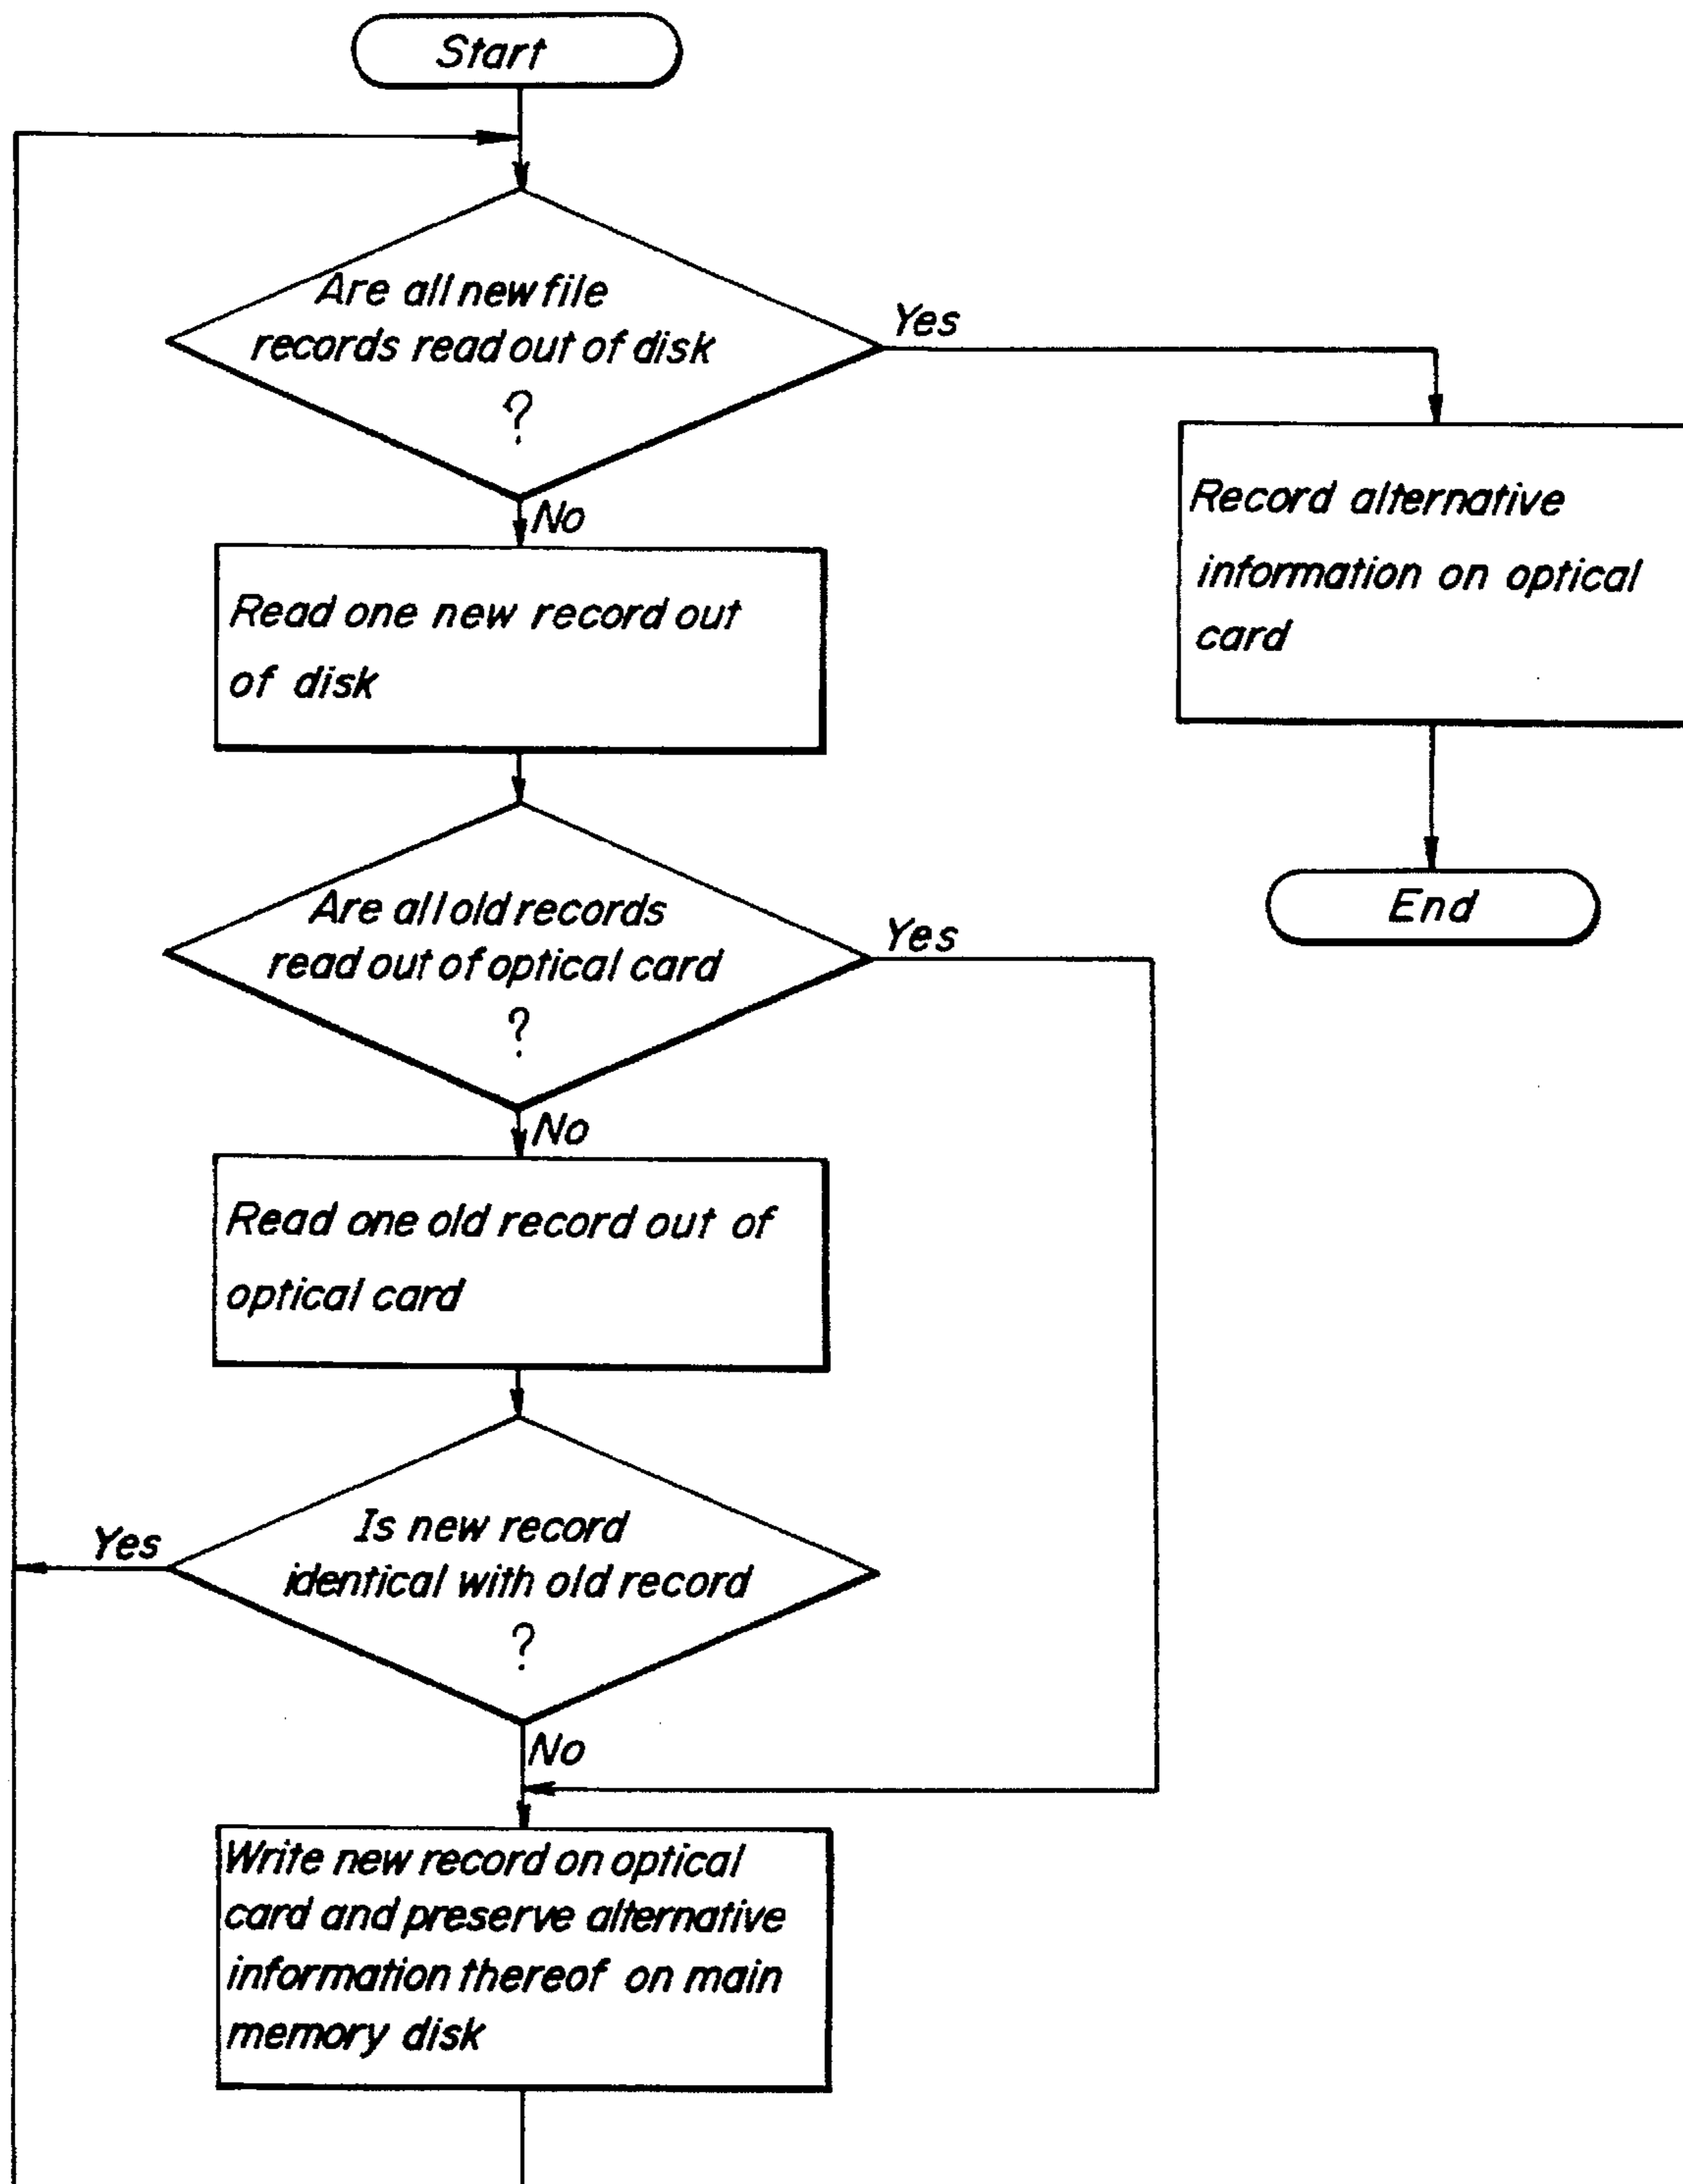 Start
Are all new file
records read out of disk
?
Yes
No
Record alternative
information on optical
card
Read one new record out
of disk
End
Are all old records
read out of optical card
?
Yes
No
Read one old record out of
optical card
Is new record
identical with old record
?
Yes
No
Write new record on optical
card and preserve alternative
information thereof on main
memory disk